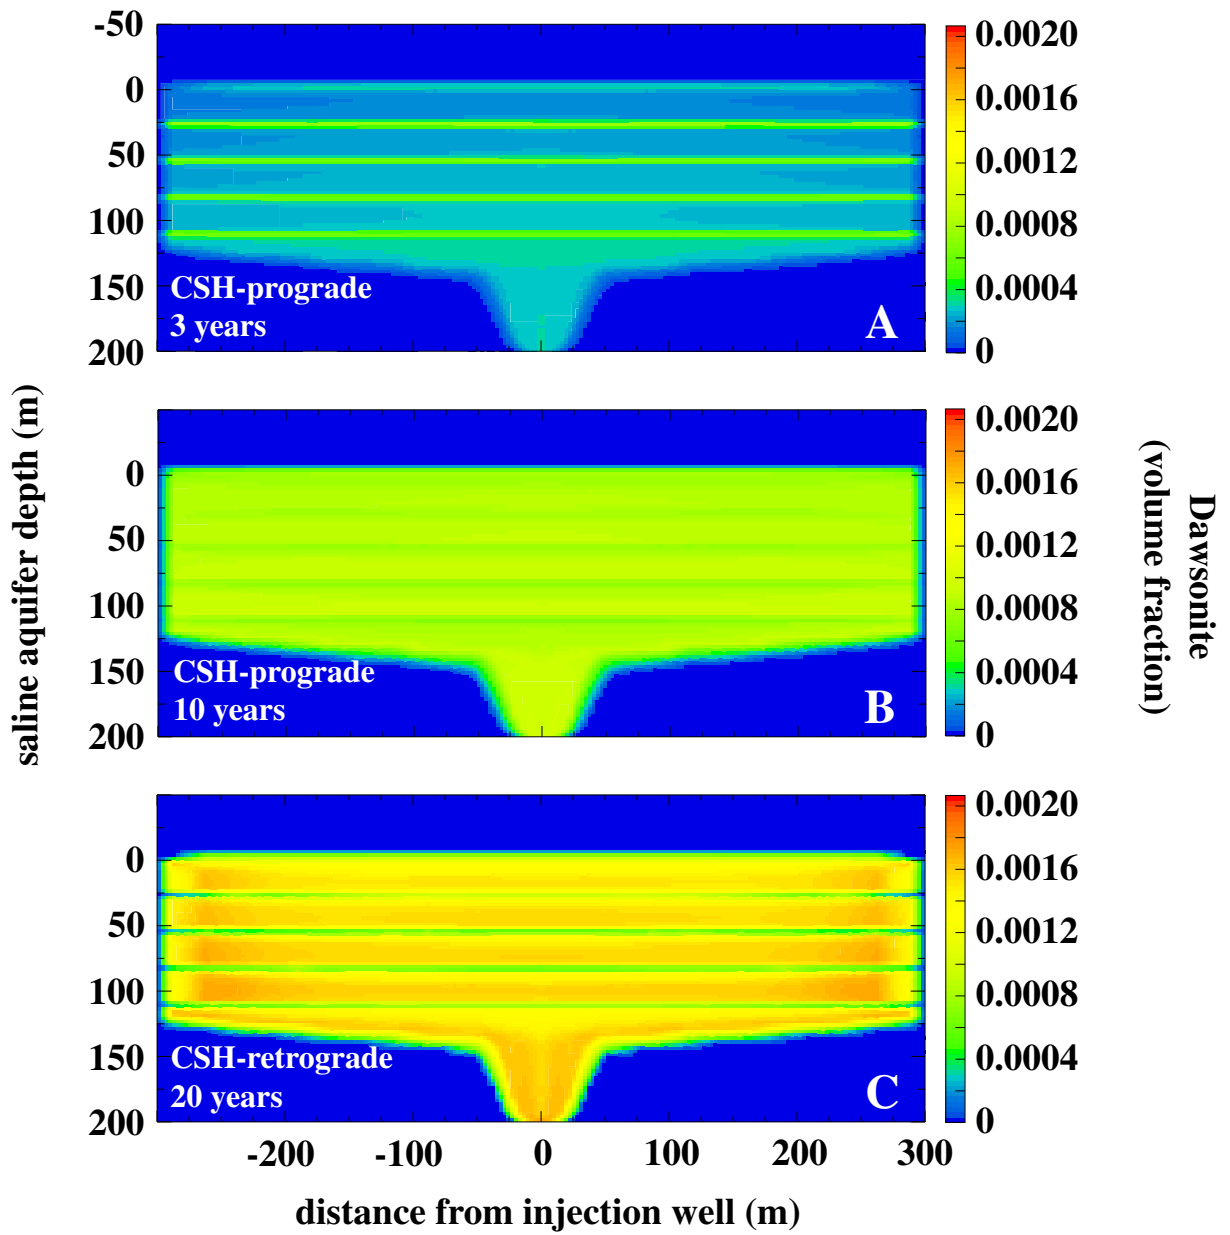 -50
0
50
100
150
200
CSH-prograde
3 years
A
0.0020
0.0016
0.0012
0.0008
0.0004
0
0
50
100
150
200
CSH-prograde
10 years
B
0.0020
0.0016
0.0012
0.0008
0.0004
0
0
50
100
150
200
CSH-retrograde
20 years
C
0.0020
0.0016
0.0012
0.0008
0.0004
0
saline aquifer depth (m)
Dawsonite
(volume fraction)
-200 -100 0 100 200 300
distance from injection well (m)